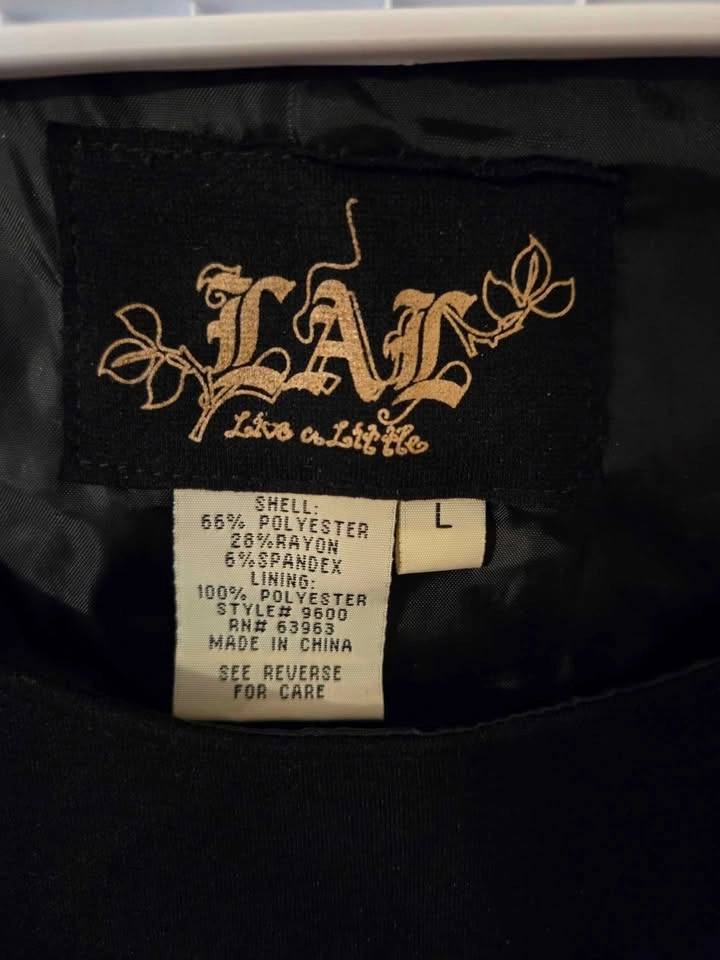 LAL
Live a Little
SHELL:
66% POLYESTER
28%RAYON
6%SPANDEX
LINING:
100% POLYESTER
STYLE# 9600
RN# 63963
MADE IN CHINA
SEE REVERSE
FOR CARE
L